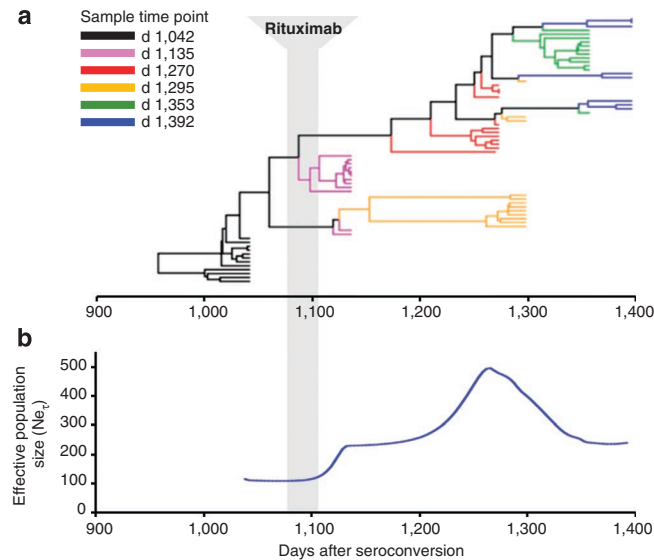 a
Sample time point
d 1,042
d 1,135
d 1,270
d 1,295
d 1,353
d 1,392
Rituximab
900 1,000 1,100 1,200 1,300 1,400
b
Effective population
size (Neτ)
500
400
300
200
100
0
900 1,000 1,100 1,200 1,300 1,400
Days after seroconversion